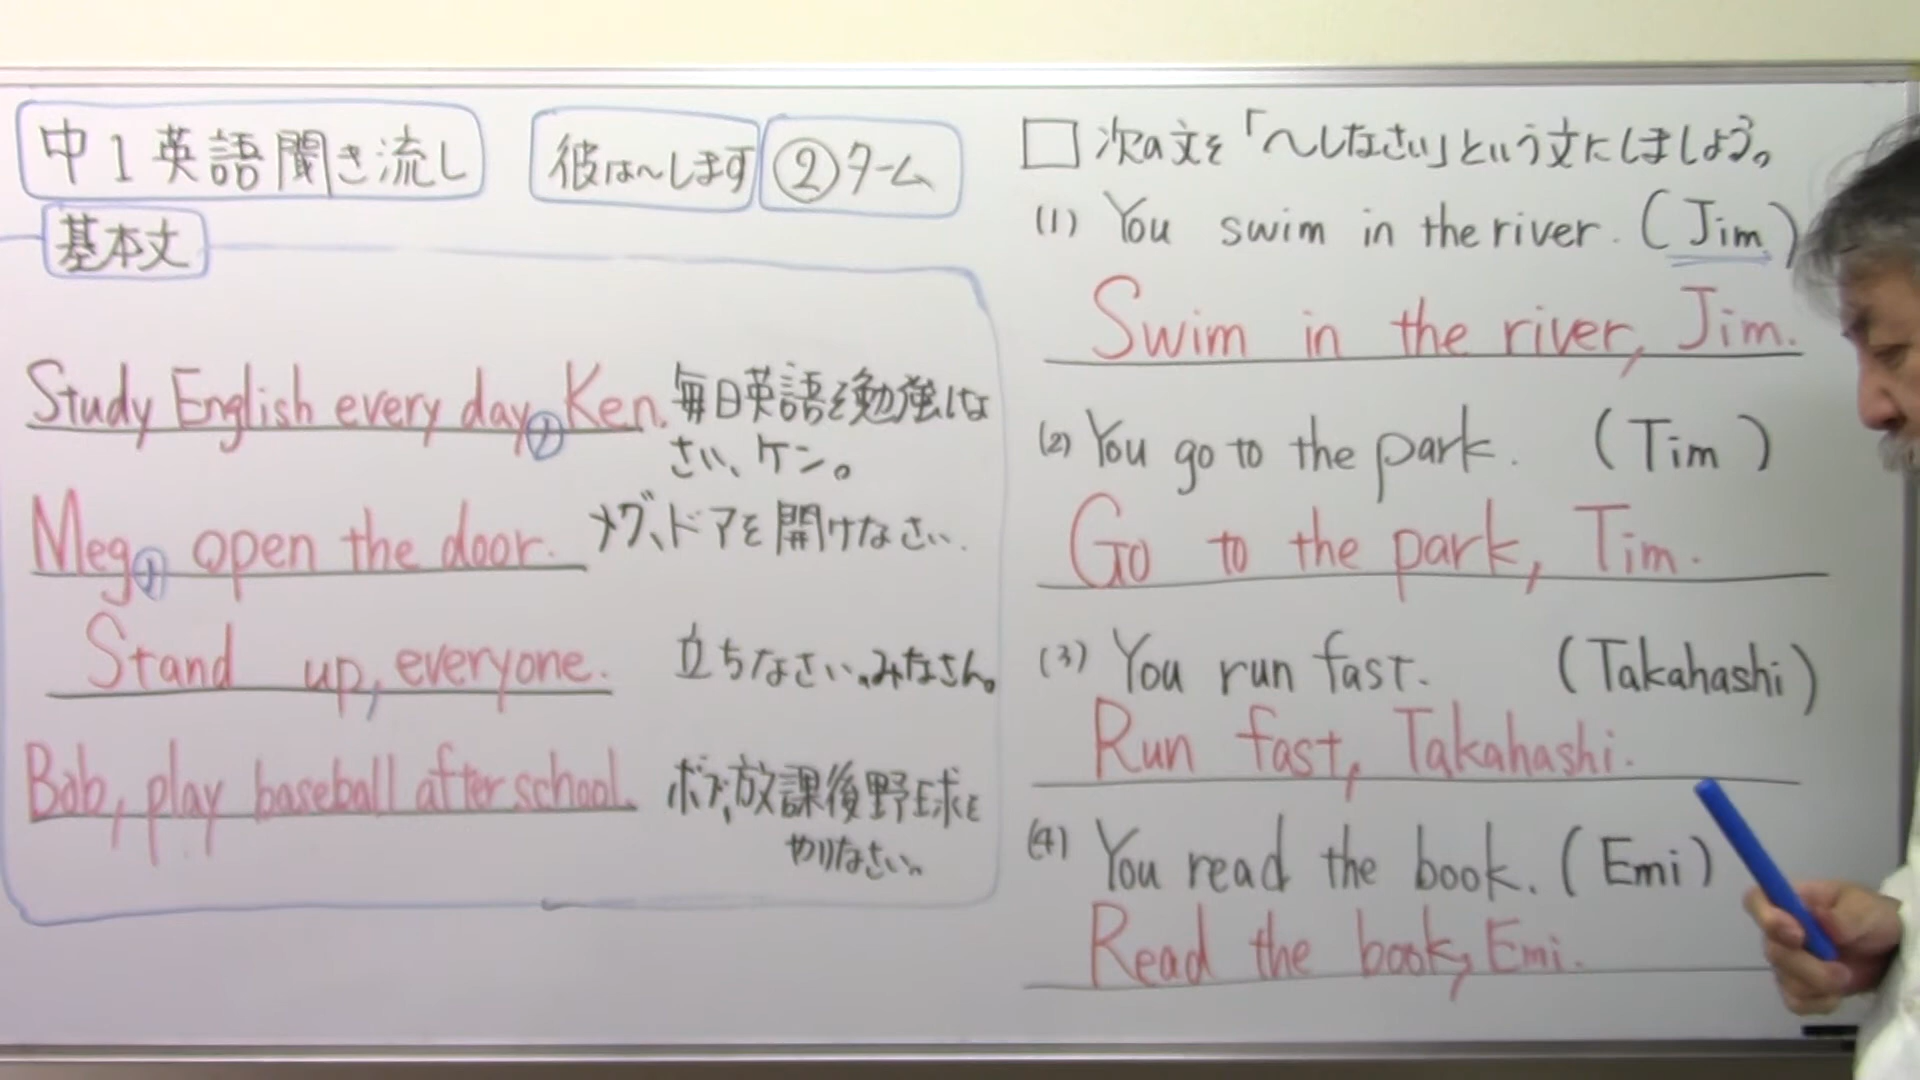 中1英語聞き流し
彼は〜します ②ターム
基本文
Study English every day, Ken. 毎日英語を勉強しな
さい、ケン。
Meg, open the door. メグ、ドアを開けなさい.
Stand up, everyone. 立ちなさい、みなさん。
Bob, play baseball after school. ボブ、放課後野球を
やりなさい。
□ 次の文を「〜しなさい」という文にしましょう。
(1) You swim in the river. (Jim)
Swim in the river, Jim.
(2) You go to the park. (Tim)
Go to the park, Tim.
(3) You run fast. (Takahashi)
Run fast, Takahashi.
(4) You read the book. (Emi)
Read the book, Emi.